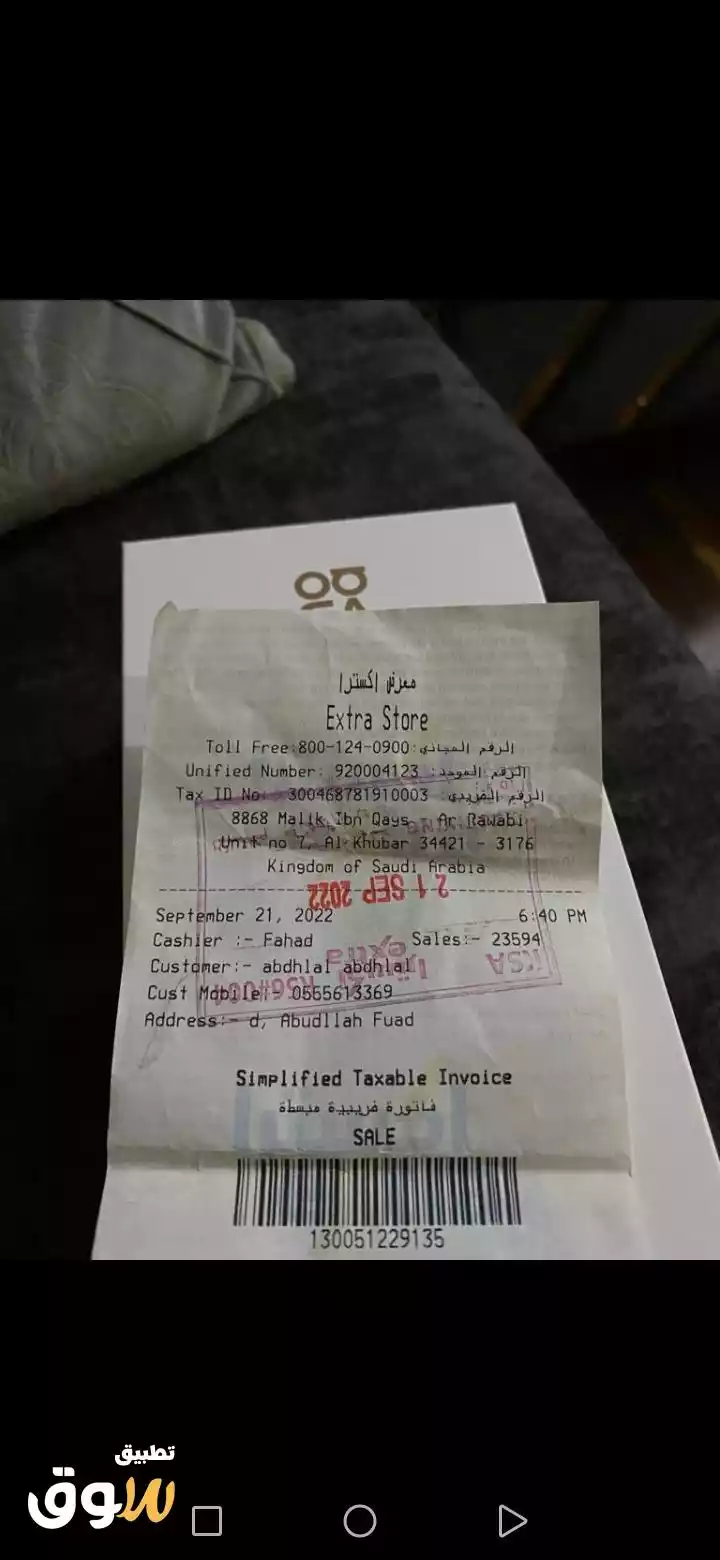 معرض إكسترا
Extra Store
Toll Free:800-124-0900:الرقم المجاني
Unified Number: 920004123 :الرقم الموحد
Tax ID No: 300468781910003 :الرقم الضريبي
8868 Malik Ibn Qays - Ar Rawabi
Unit no 7, Al Khubar 34421 - 3176
Kingdom of Saudi Arabia
21 SEP 2022
September 21, 2022 6:40 PM
Cashier :- Fahad Sales:- 23594
Customer:- abdhlal abdhlal
Cust Mobile:- 0565613369
Address:- d, Abudllah Fuad
KSA
إكسترا
extra
Simplified Taxable Invoice
فاتورة ضريبية مبسطة
SALE
130051229135
تطبيق
سوق